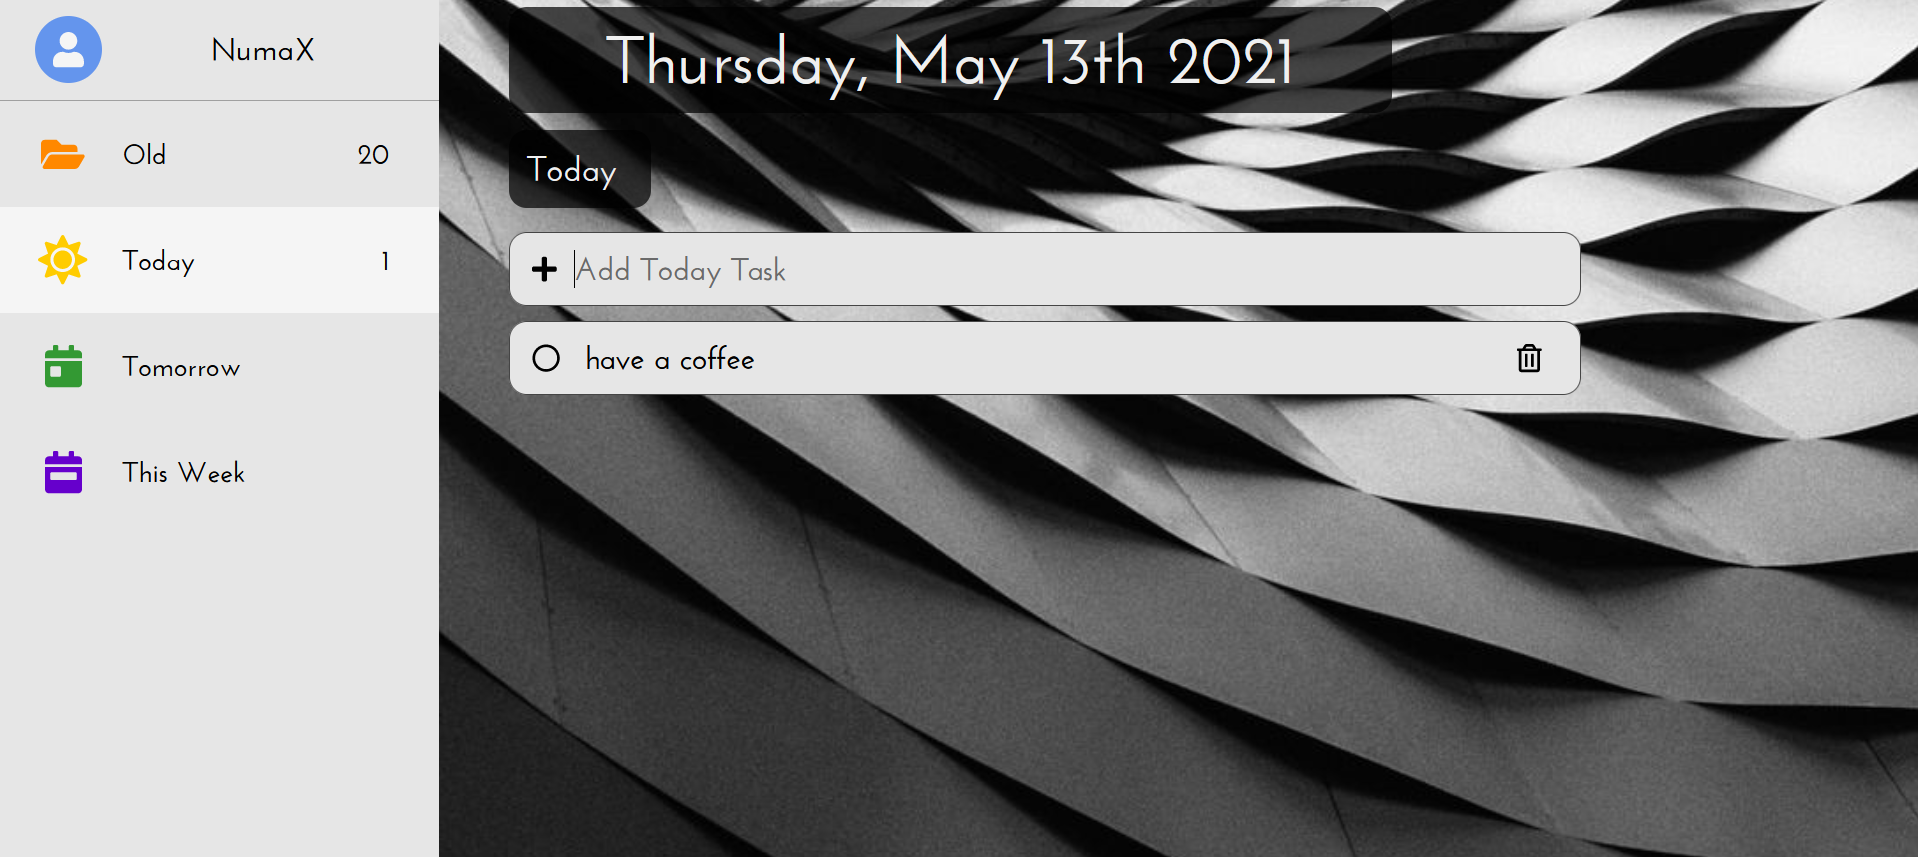 NumaX
Old 20
Today 1
Tomorrow
This Week
Thursday, May 13th 2021
Today
Add Today Task
have a coffee